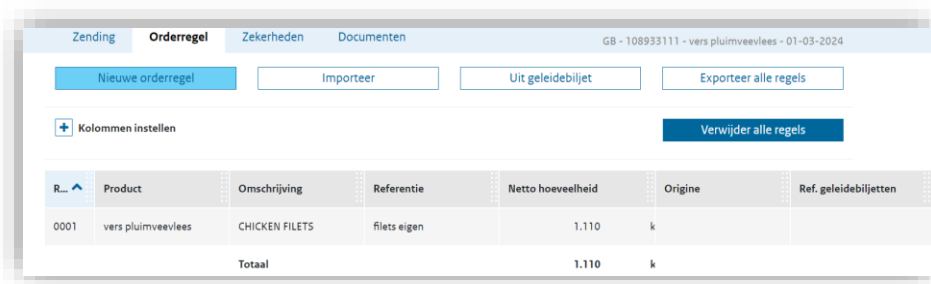 Zending Orderregel Zekerheden Documenten GB - 108933111 - vers pluimveevlees - 01-03-2024
Nieuwe orderregel Importeer Uit geleidebiljet Exporteer alle regels
+ Kolommen instellen Verwijder alle regels
R... Product Omschrijving Referentie Netto hoeveelheid Origine Ref. geleidebiljetten
0001 vers pluimveevlees CHICKEN FILETS filets eigen 1.110 k
Totaal 1.110 k